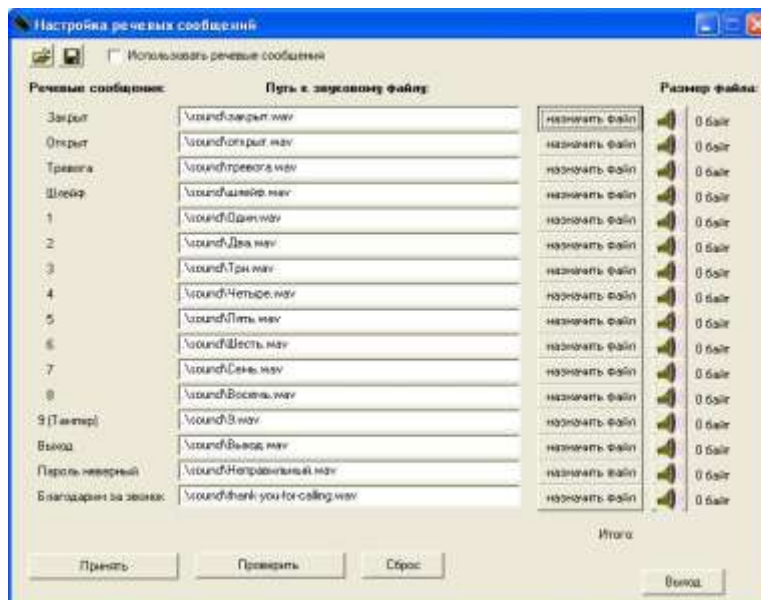 Настройка речевых сообщений
Использовать речевые сообщения
Речевые сообщения: Путь к звуковому файлу: Размер файла:
Закрыт .\sound\закрыт.wav назначить файл 0 байт
Открыт .\sound\открыт.wav назначить файл 0 байт
Тревога .\sound\тревога.wav назначить файл 0 байт
Шлейф .\sound\шлейф.wav назначить файл 0 байт
1 .\sound\Один.wav назначить файл 0 байт
2 .\sound\Два.wav назначить файл 0 байт
3 .\sound\Три.wav назначить файл 0 байт
4 .\sound\Четыре.wav назначить файл 0 байт
5 .\sound\Пять.wav назначить файл 0 байт
6 .\sound\Шесть.wav назначить файл 0 байт
7 .\sound\Семь.wav назначить файл 0 байт
8 .\sound\Восемь.wav назначить файл 0 байт
9 (Тампер) .\sound\9.wav назначить файл 0 байт
Выход .\sound\Выход.wav назначить файл 0 байт
Пароль неверный .\sound\Неправильный.wav назначить файл 0 байт
Благодарим за звонок .\sound\thank-you-for-calling.wav назначить файл 0 байт
Итого:
Принять Проверить Сброс
Выход